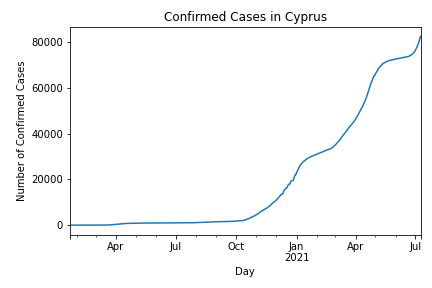 Confirmed Cases in Cyprus
80000
60000
40000
20000
0
Number of Confirmed Cases
Apr Jul Oct Jan Apr Jul
2021
Day